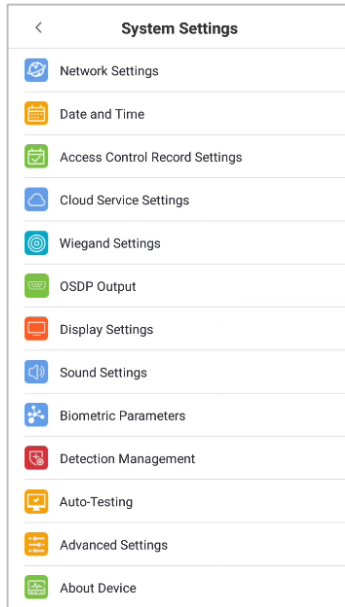 System Settings
Network Settings
Date and Time
Access Control Record Settings
Cloud Service Settings
Wiegand Settings
OSDP Output
Display Settings
Sound Settings
Biometric Parameters
Detection Management
Auto-Testing
Advanced Settings
About Device